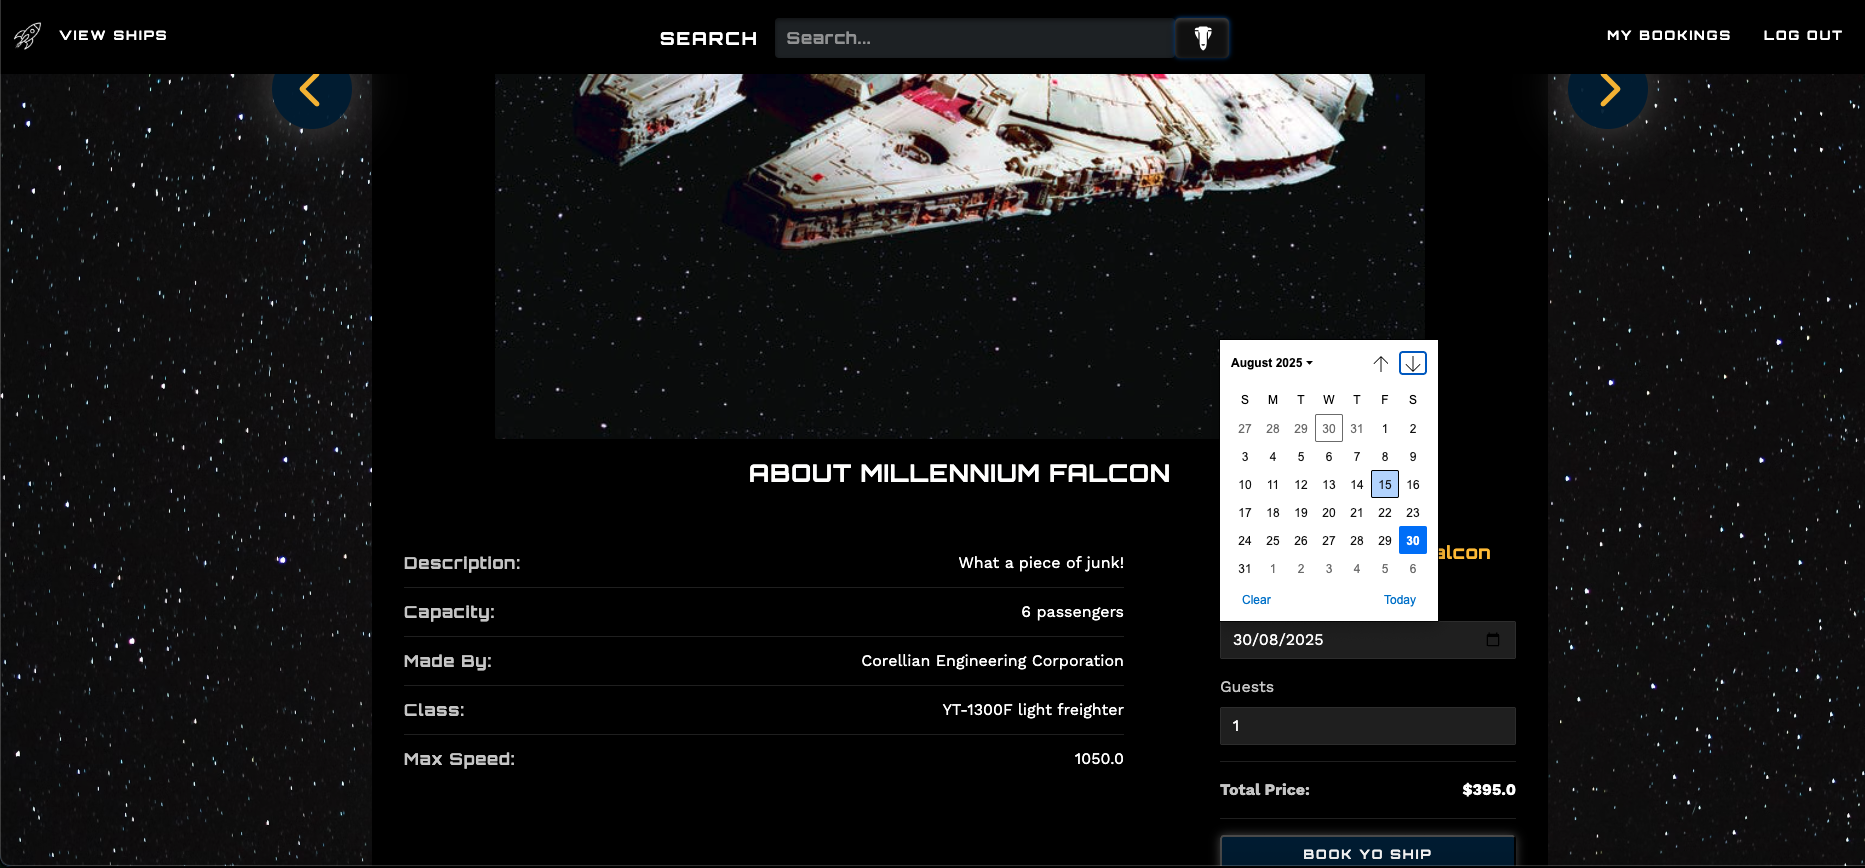 VIEW SHIPS
SEARCH
Search...
MY BOOKINGS
LOG OUT
August 2025
S M T W T F S
27 28 29 30 31 1 2
3 4 5 6 7 8 9
10 11 12 13 14 15 16
17 18 19 20 21 22 23
24 25 26 27 28 29 30
31 1 2 3 4 5 6
Clear Today
ABOUT MILLENNIUM FALCON
Description: What a piece of junk!
Capacity: 6 passengers
Made By: Corellian Engineering Corporation
Class: YT-1300F light freighter
Max Speed: 1050.0
alcon
30/08/2025
Guests
1
Total Price: $395.0
BOOK YO SHIP